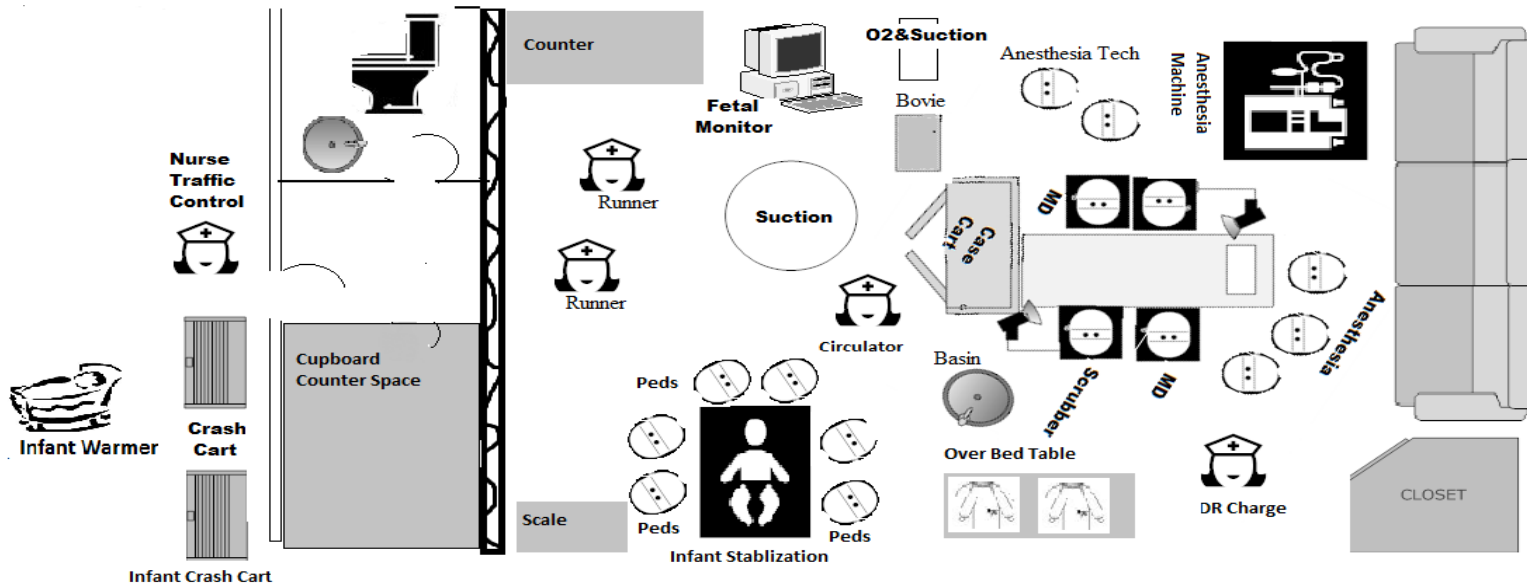 Counter
O2&Suction
Anesthesia Tech
Anesthesia
Machine
Fetal
Monitor
Bovie
Nurse
Traffic
Control
Runner
Suction
MD
Case
Cart
Runner
Circulator
Anesthesia
Cupboard
Counter Space
Basin
Peds
Scrubber
MD
Infant Warmer
Crash
Cart
Over Bed Table
CLOSET
Scale
Peds
Peds
DR Charge
Infant Stablization
Infant Crash Cart